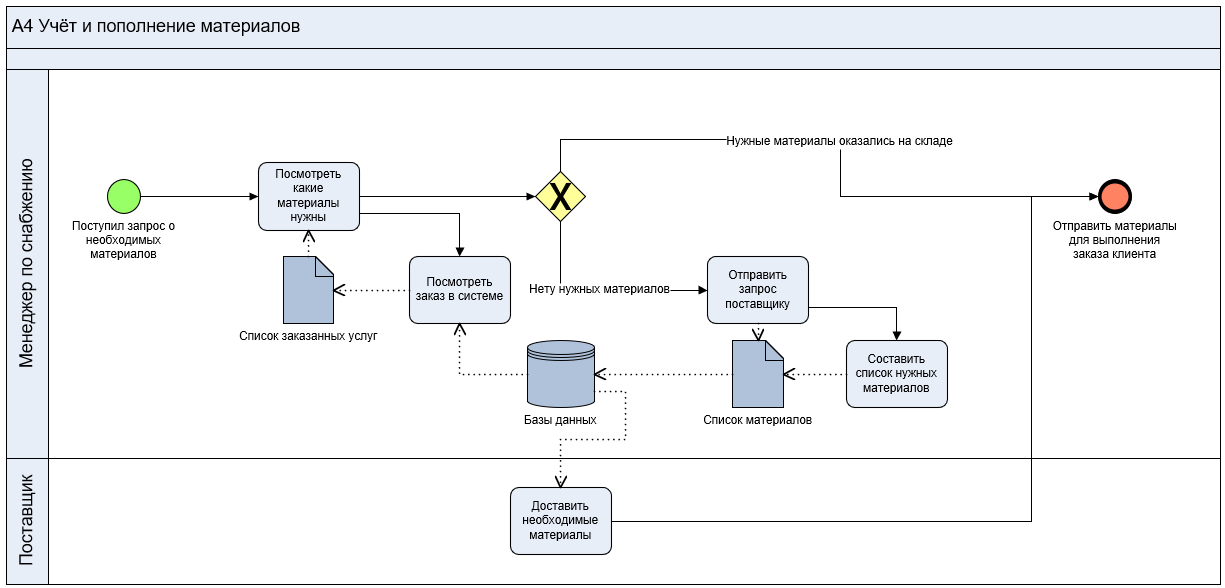 А4 Учёт и пополнение материалов
Менеджер по снабжению
Нужные материалы оказались на складе
Посмотреть
какие
материалы
нужны
X
Поступил запрос о
необходимых
материалов
Отправить материалы
для выполнения
заказа клиента
Посмотреть
заказ в системе
Нету нужных материалов
Отправить
запрос
поставщику
Список заказанных услуг
Составить
список нужных
материалов
Базы данных
Список материалов
Поставщик
Доставить
необходимые
материалы